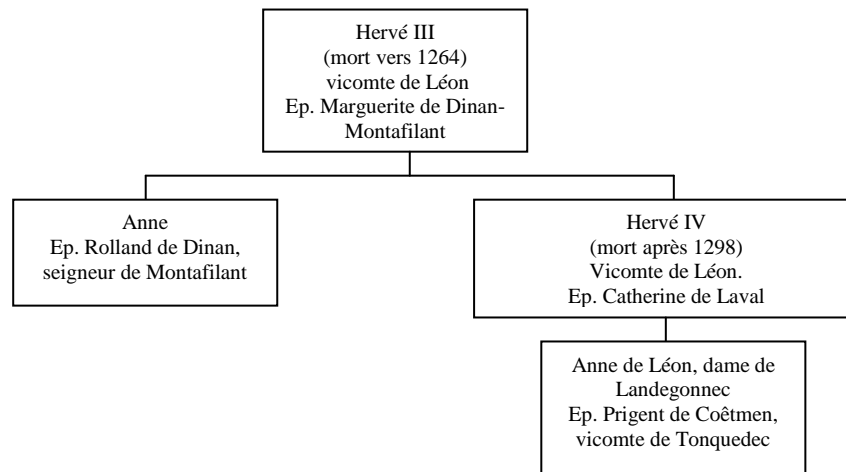 Hervé III
(mort vers 1264)
vicomte de Léon
Ep. Marguerite de Dinan-
Montafilant
Anne
Ep. Rolland de Dinan,
seigneur de Montafilant
Hervé IV
(mort après 1298)
Vicomte de Léon.
Ep. Catherine de Laval
Anne de Léon, dame de
Landegonnec
Ep. Prigent de Coêtmen,
vicomte de Tonquedec